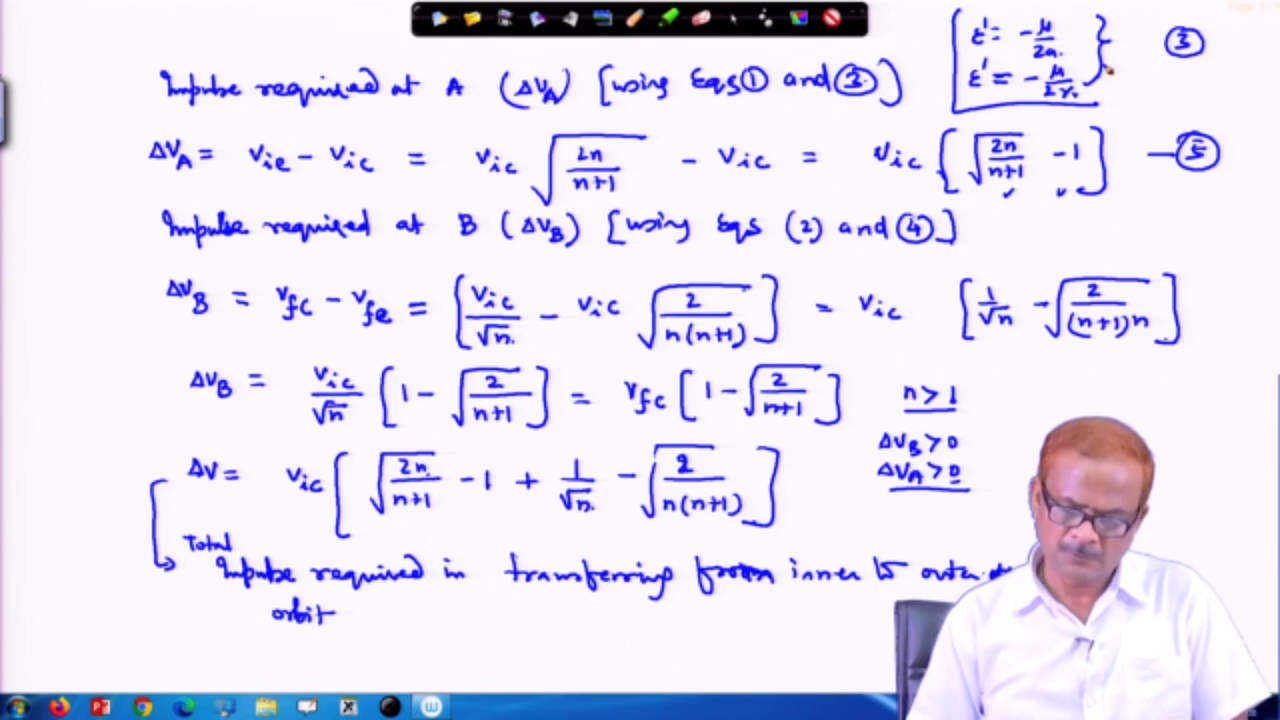 ε' = -μ/2a. } ③
ε' = -μ/2r.
Impulse required at A (ΔV_A) [using Eqs ① and ③]
ΔV_A = V_ie - V_ic = V_ic √(2n/(n+1)) - V_ic = V_ic [√(2n/(n+1)) - 1] —⑤
Impulse required at B (ΔV_B) [using Eqs (2) and ④]
ΔV_B = V_fc - V_fe = [V_ic/√n. - V_ic √(2/(n(n+1)))] = V_ic [1/√n - √(2/((n+1)n))]
ΔV_B = V_ic/√n [1 - √(2/(n+1))] = V_fc [1 - √(2/(n+1))] n > 1
ΔV_B > 0
ΔV_A > 0
ΔV = V_ic [√(2n/(n+1)) - 1 + 1/√n. - √(2/(n(n+1)))]
Total
Impulse required in transferring from inner to outer
orbit